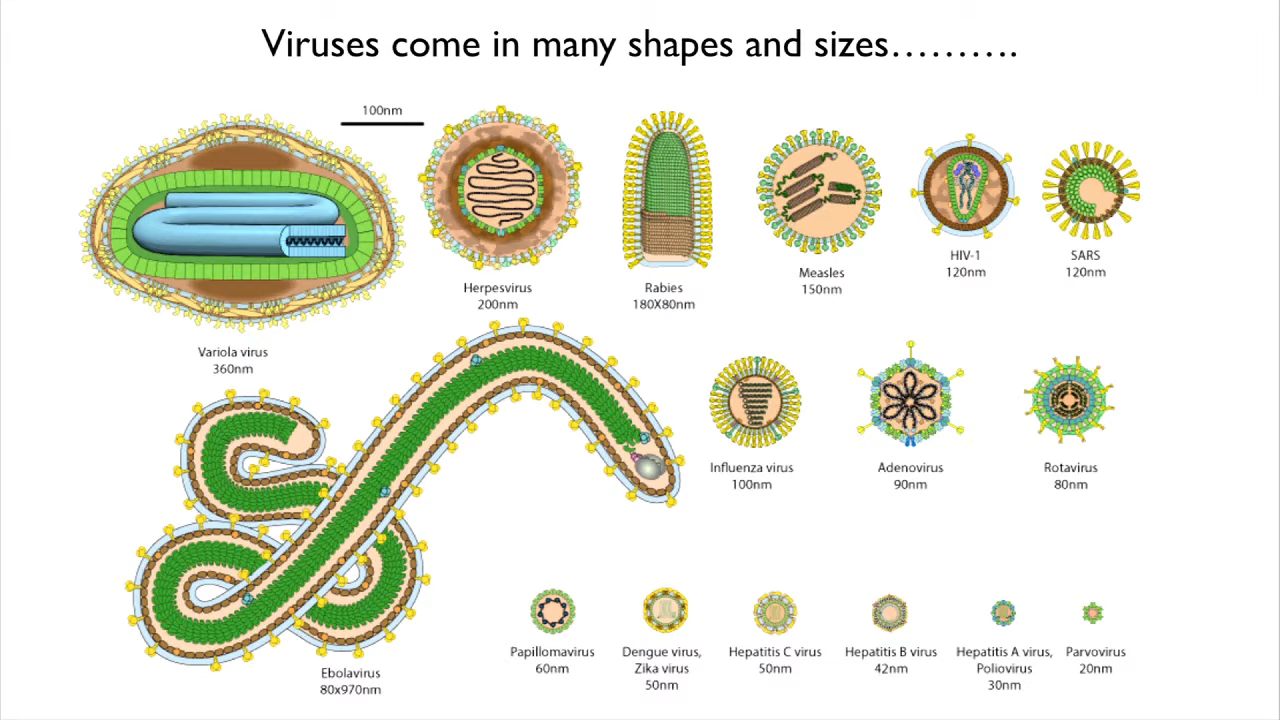 Viruses come in many shapes and sizes……….
100nm
Herpesvirus
200nm
Rabies
180X80nm
Measles
150nm
HIV-1
120nm
SARS
120nm
Variola virus
360nm
Influenza virus
100nm
Adenovirus
90nm
Rotavirus
80nm
Ebolavirus
80x970nm
Papillomavirus
60nm
Dengue virus,
Zika virus
50nm
Hepatitis C virus
50nm
Hepatitis B virus
42nm
Hepatitis A virus,
Poliovirus
30nm
Parvovirus
20nm